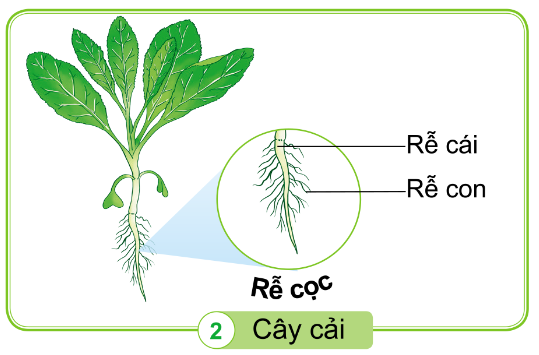 Rễ cái
Rễ con
Rễ cọc
2 Cây cải